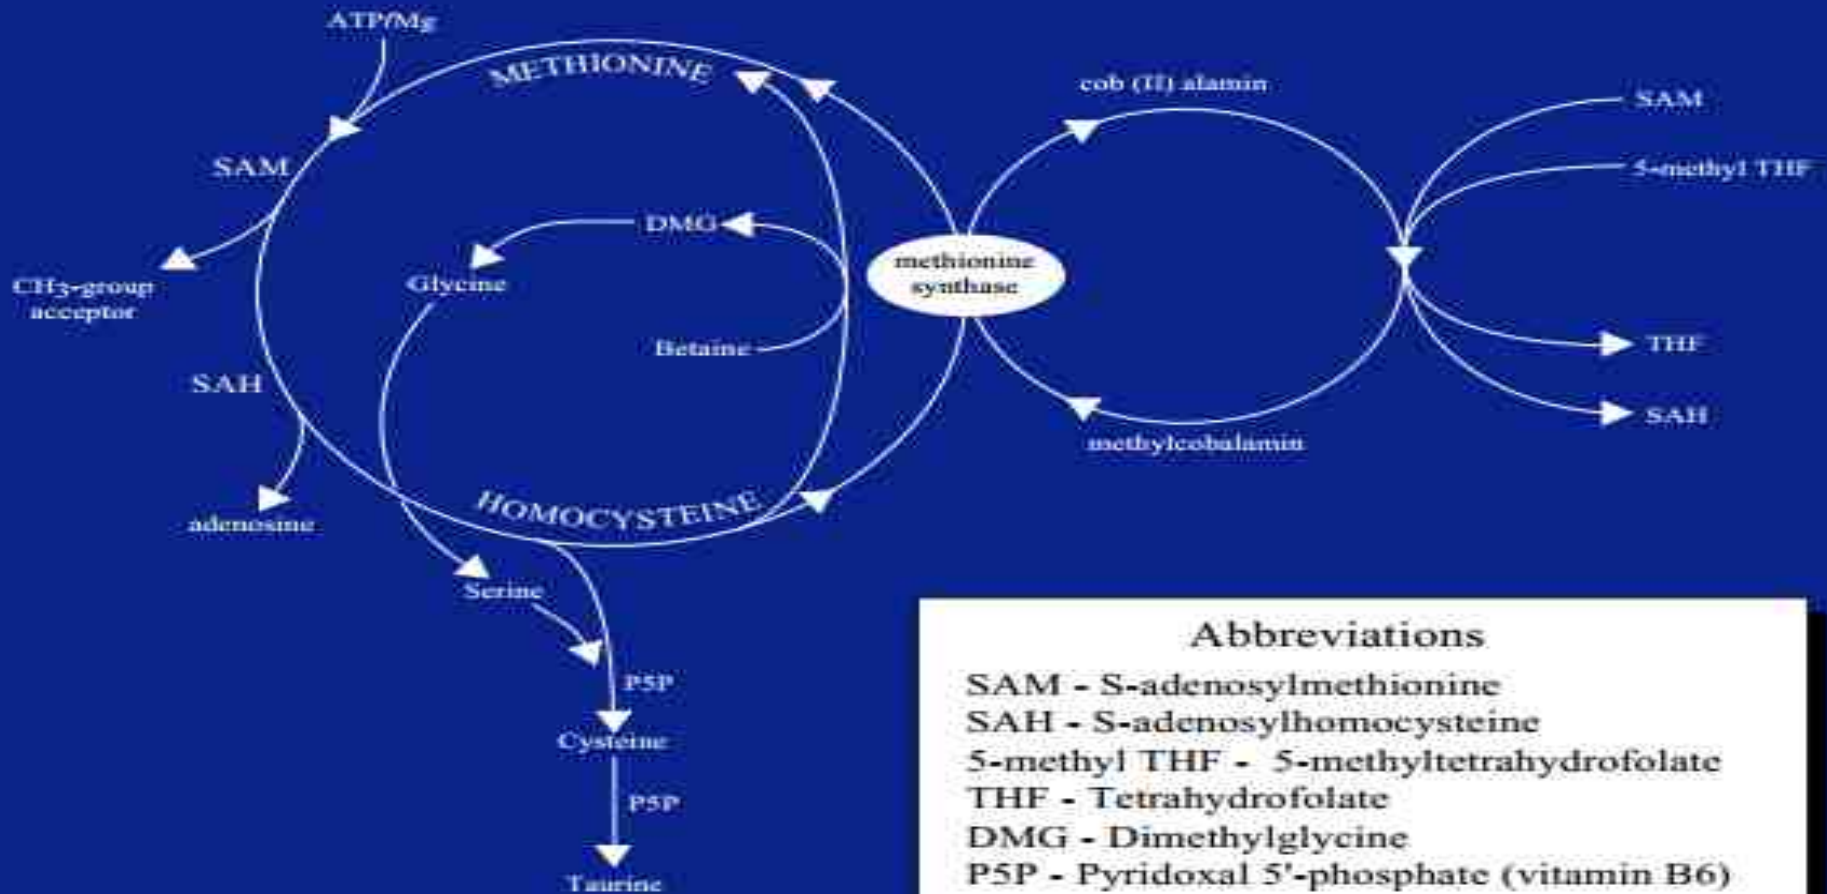 ATP/Mg
METHIONINE
cob (II) alamin
SAM
SAM
5-methyl THF
DMG
methionine
synthase
Glycine
CH3-group
acceptor
Betaine
THF
SAH
SAH
methylcobalamin
HOMOCYSTEINE
adenosine
Serine
P5P
Cysteine
P5P
Taurine
Abbreviations
SAM - S-adenosylmethionine
SAH - S-adenosylhomocysteine
5-methyl THF - 5-methyltetrahydrofolate
THF - Tetrahydrofolate
DMG - Dimethylglycine
P5P - Pyridoxal 5'-phosphate (vitamin B6)